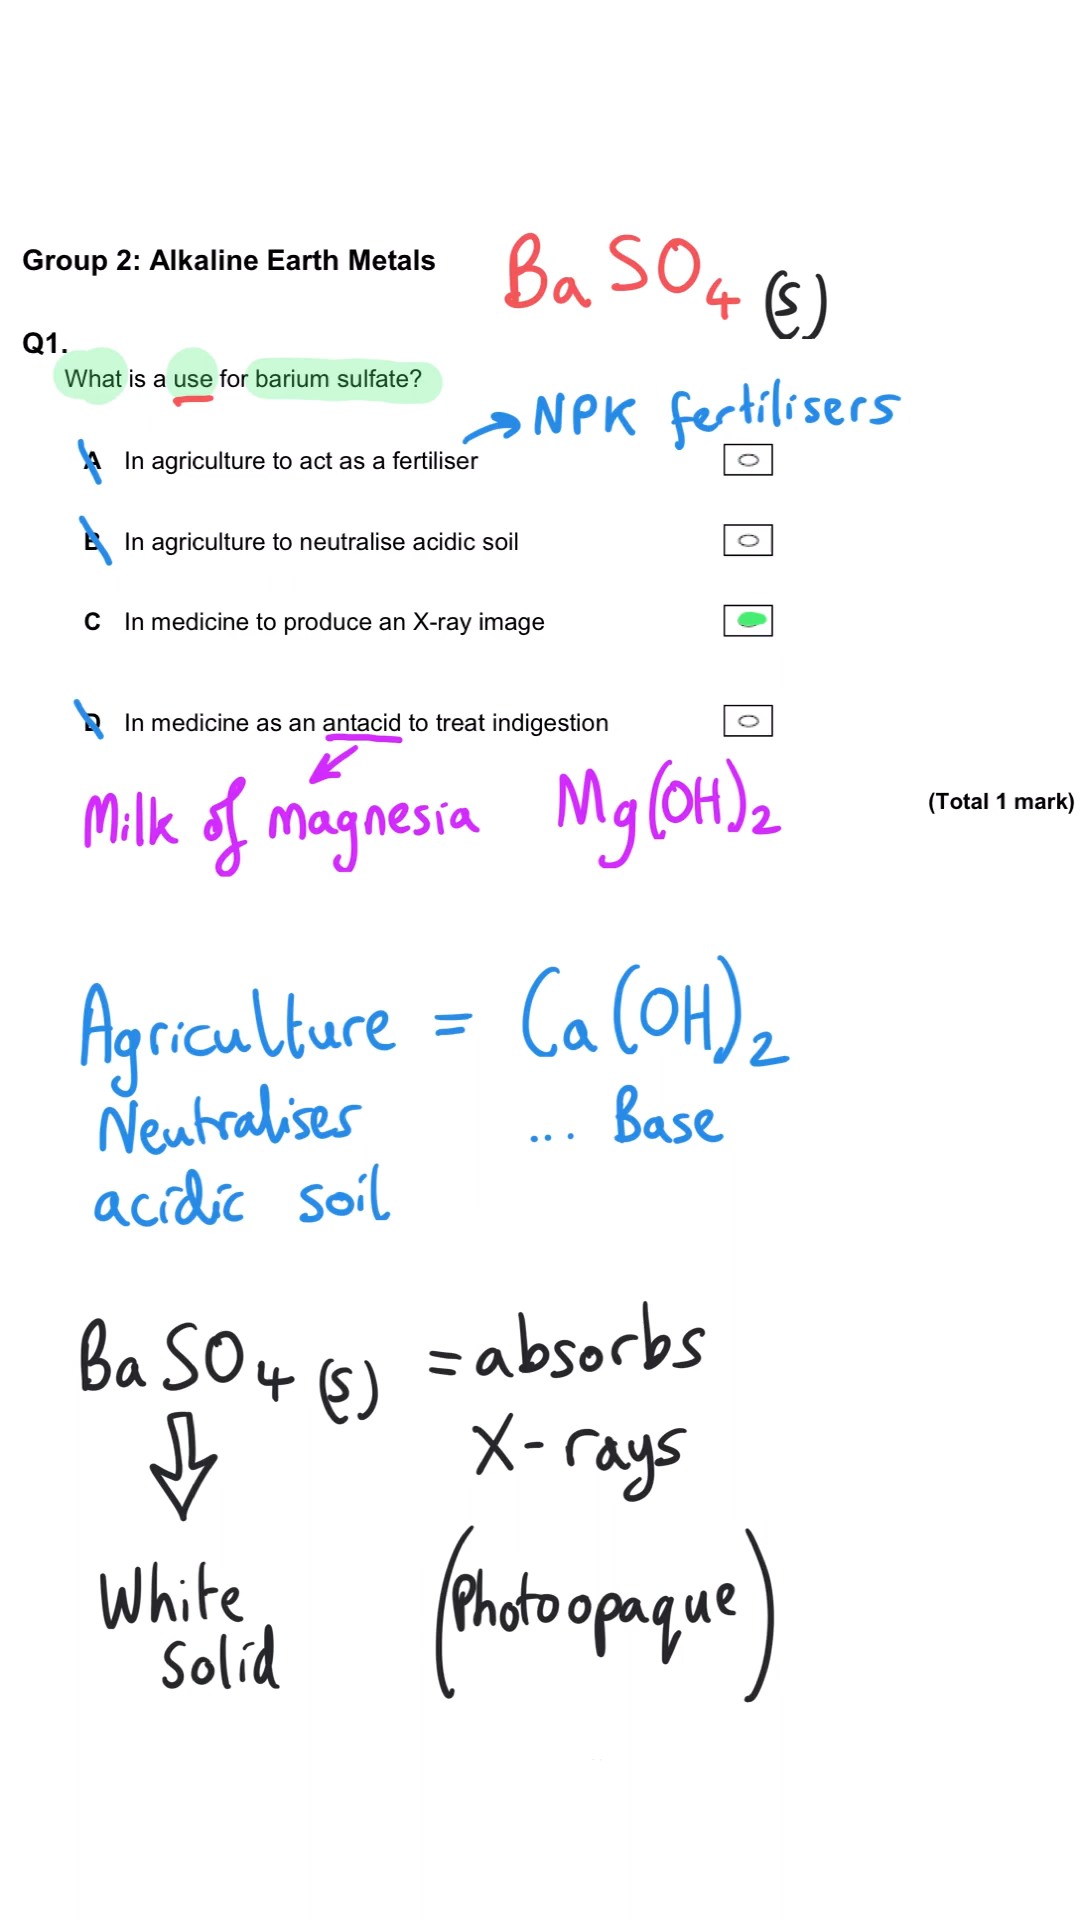 Group 2: Alkaline Earth Metals
BaSO4 (s)
Q1.
What is a use for barium sulfate?
NPK fertilisers
A In agriculture to act as a fertiliser
B In agriculture to neutralise acidic soil
C In medicine to produce an X-ray image
D In medicine as an antacid to treat indigestion
Milk of magnesia Mg(OH)2
(Total 1 mark)
Agriculture = Ca(OH)2
Neutralises ... Base
acidic soil
BaSO4 (s) = absorbs
X-rays
White
Solid
(Photoopaque)